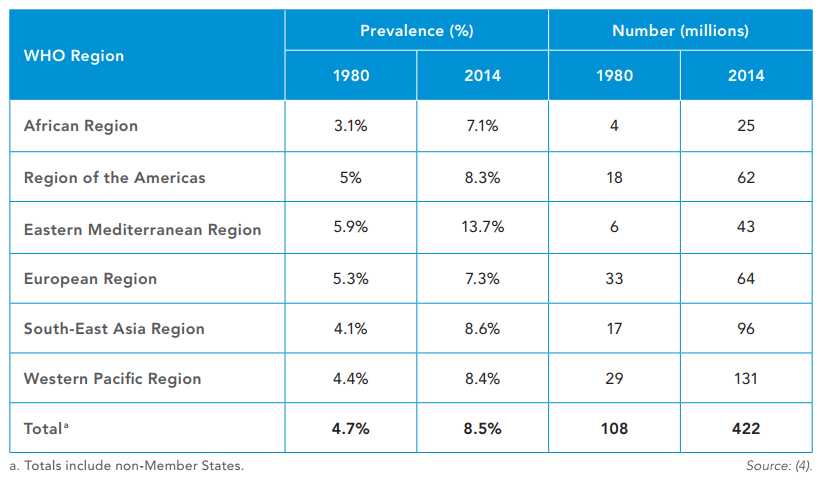 WHO Region Prevalence (%) Number (millions)
1980 2014 1980 2014
African Region 3.1% 7.1% 4 25
Region of the Americas 5% 8.3% 18 62
Eastern Mediterranean Region 5.9% 13.7% 6 43
European Region 5.3% 7.3% 33 64
South-East Asia Region 4.1% 8.6% 17 96
Western Pacific Region 4.4% 8.4% 29 131
Totalᵃ 4.7% 8.5% 108 422
a. Totals include non-Member States. Source: (4).